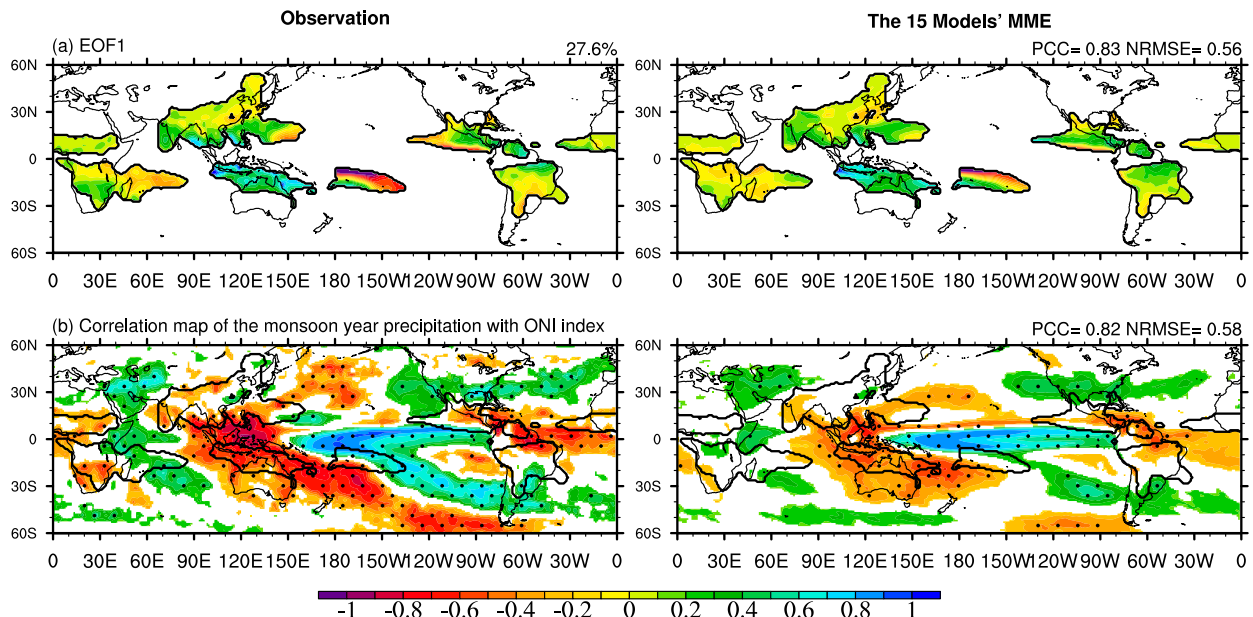 Observation
The 15 Models’ MME
(a) EOF1
27.6%
PCC= 0.83 NRMSE= 0.56
60N
30N
0
30S
60S
0 30E 60E 90E 120E 150E 180 150W 120W 90W 60W 30W 0
60N
30N
0
30S
60S
0 30E 60E 90E 120E 150E 180 150W 120W 90W 60W 30W 0
(b) Correlation map of the monsoon year precipitation with ONI index
PCC= 0.82 NRMSE= 0.58
60N
30N
0
30S
60S
0 30E 60E 90E 120E 150E 180 150W 120W 90W 60W 30W 0
60N
30N
0
30S
60S
0 30E 60E 90E 120E 150E 180 150W 120W 90W 60W 30W 0
-1 -0.8 -0.6 -0.4 -0.2 0 0.2 0.4 0.6 0.8 1